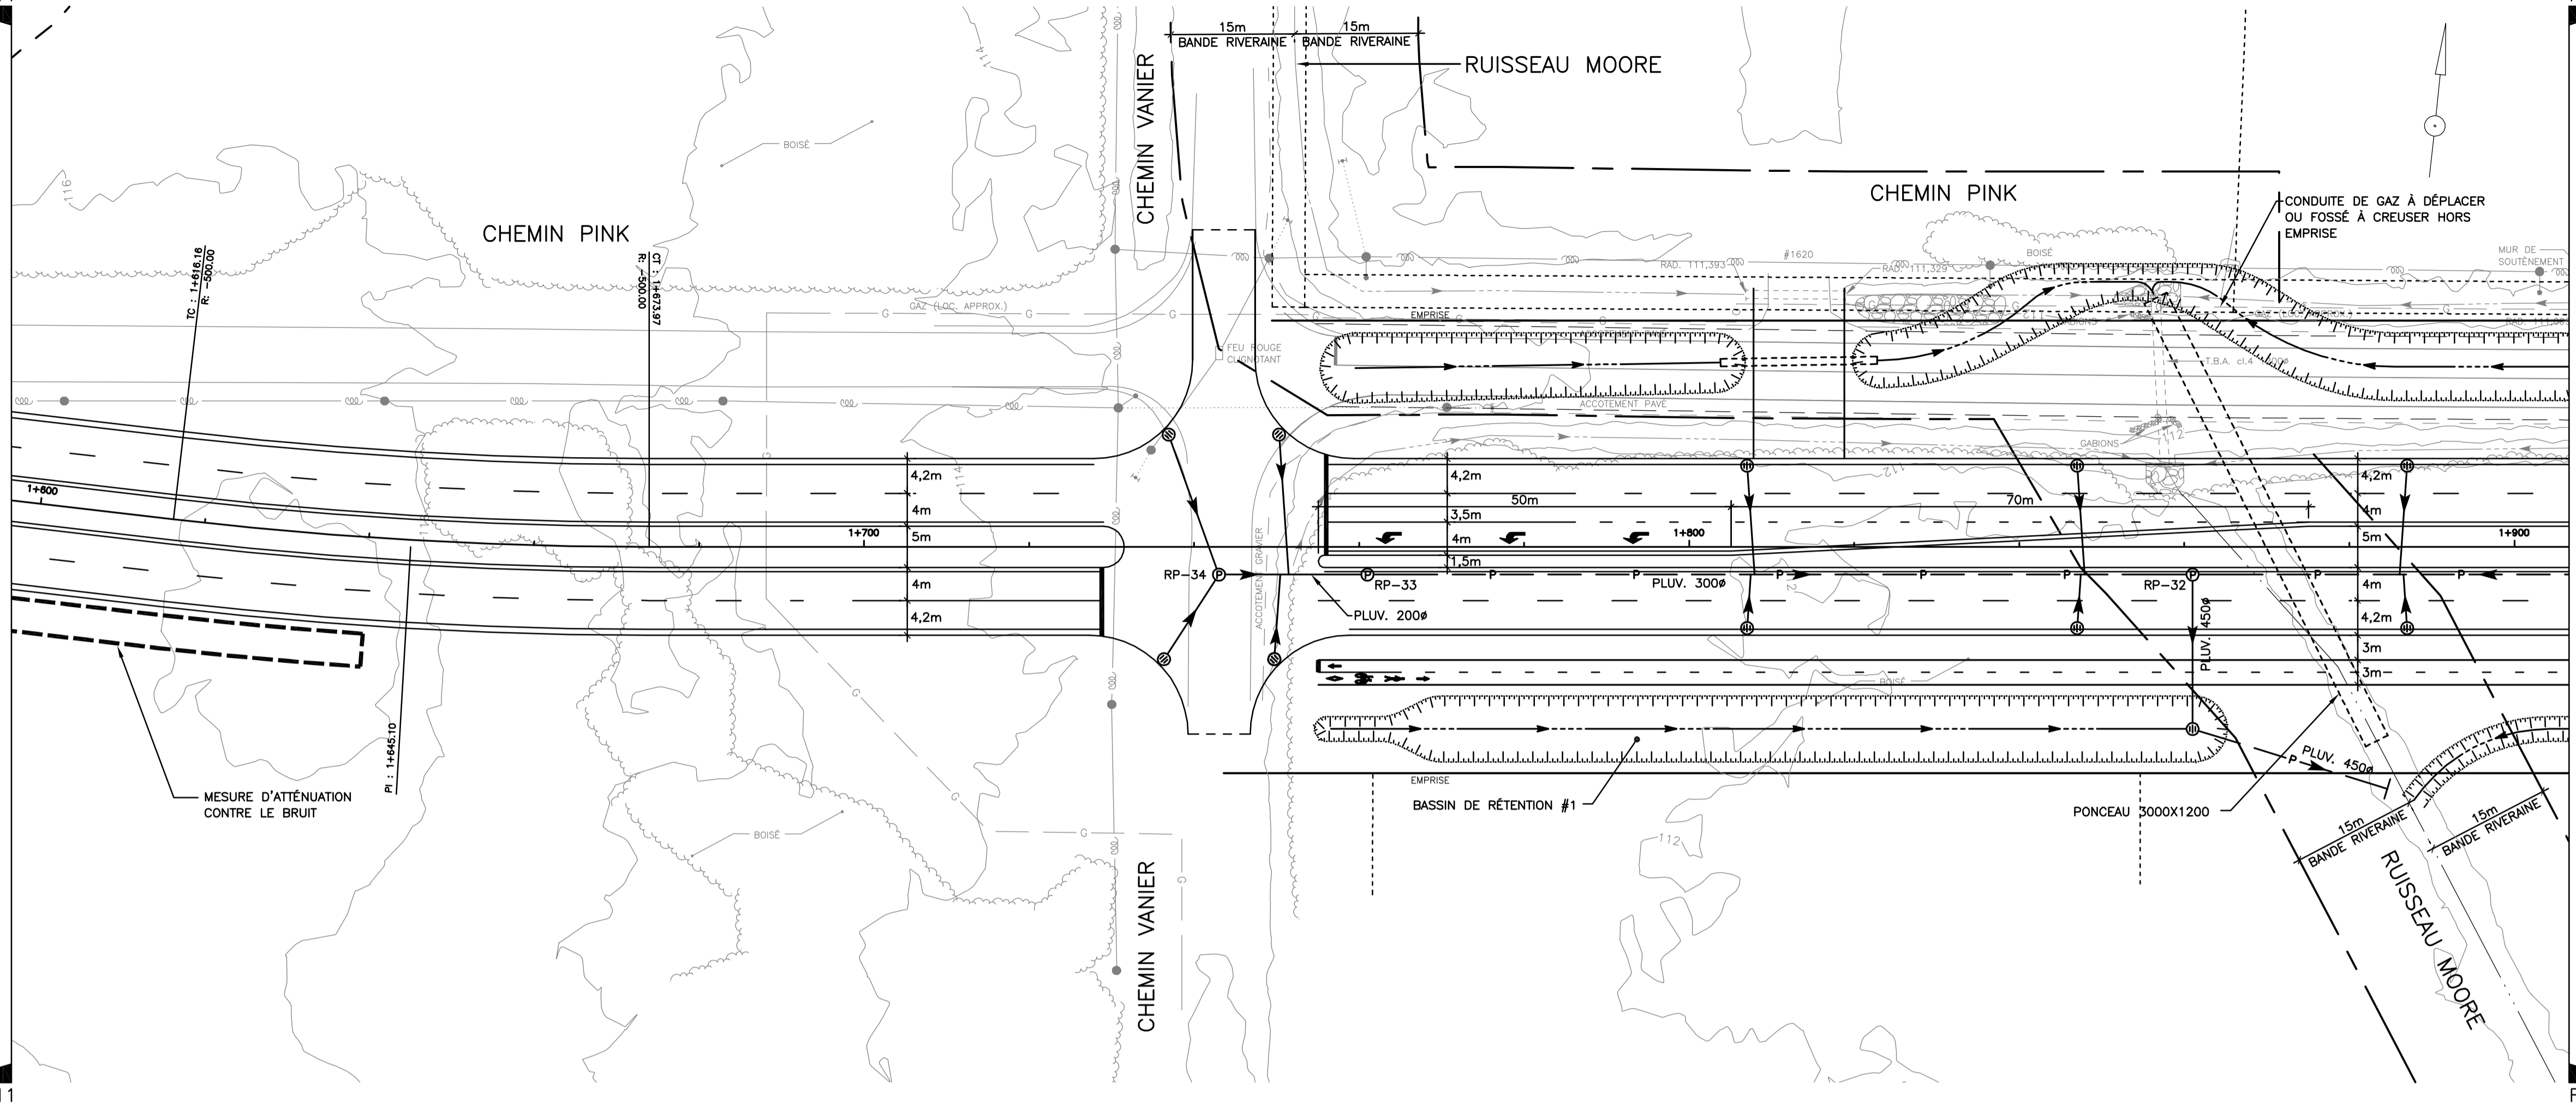 15m
15m
BANDE RIVERAINE
BANDE RIVERAINE
RUISSEAU MOORE
CHEMIN VANIER
114
BOISÉ
116
CHEMIN PINK
CHEMIN PINK
CONDUITE DE GAZ À DÉPLACER
OU FOSSÉ À CREUSER HORS
EMPRISE
TC : 1+616.16
R: -500.00
CT : 1+673.97
R: -500.00
RAD. 111,393
#1620
RAD. 111,329
BOISÉ
MUR DE
SOUTÈNEMENT
GAZ (LOC. APPROX.)
G
G
G
EMPRISE
GABIONS
FEU ROUGE
CLIGNOTANT
T.B.A. cl.4
ACCOTEMENT PAVÉ
GABIONS
112
112
4,2m
4m
5m
4m
4,2m
4,2m
3,5m
4m
1,5m
50m
70m
4,2m
4m
5m
4m
4,2m
3m
3m
1+600
1+700
1+800
1+900
114
RP-34
P
P
RP-33
P
P
PLUV. 300ø
P
P
P
RP-32
P
P
P
PLUV. 200ø
PLUV. 450ø
ACCOTEMENT GRAVIER
BOISÉ
PI : 1+645.10
MESURE D'ATTÉNUATION
CONTRE LE BRUIT
G
G
G
G
G
BOISÉ
EMPRISE
BASSIN DE RÉTENTION #1
PLUV. 450ø
P
PONCEAU 3000X1200
15m
BANDE RIVERAINE
15m
BANDE RIVERAINE
112
CHEMIN VANIER
RUISSEAU MOORE